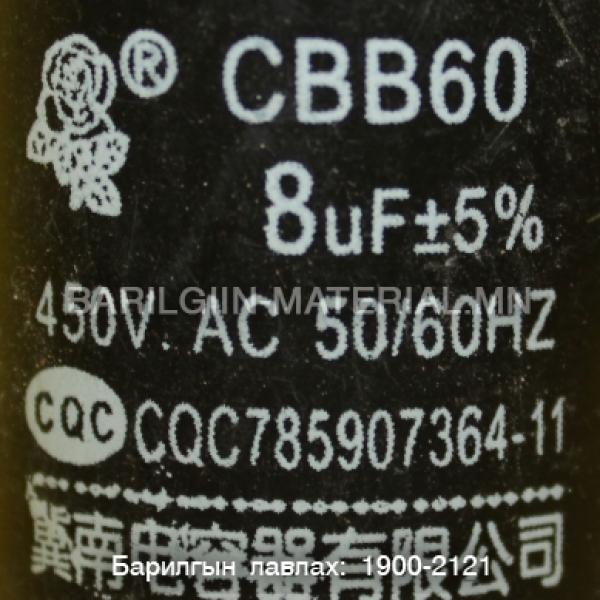 ® CBB60
8uF±5%
450V. AC 50/60HZ
BARILGIIN-MATERIAL.MN
CQC CQC785907364-11
冀南电容器有限公司
Барилгын лавлах: 1900-2121